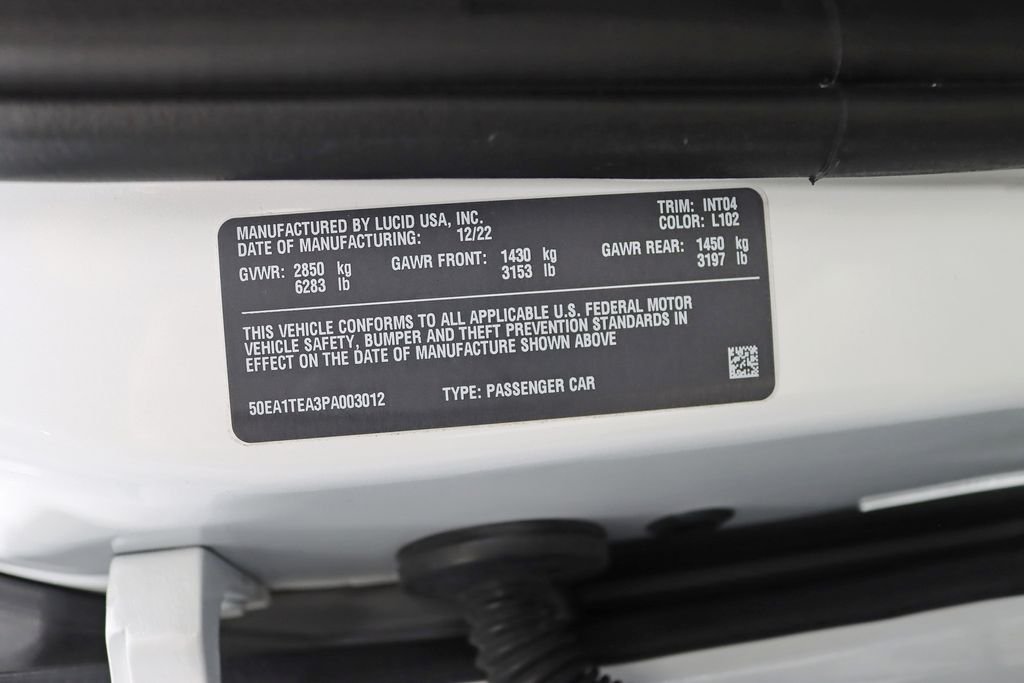 MANUFACTURED BY LUCID USA, INC.
DATE OF MANUFACTURING: 12/22
TRIM: INT04
COLOR: L102
GVWR: 2850 kg
6283 lb
GAWR FRONT: 1430 kg
3153 lb
GAWR REAR: 1450 kg
3197 lb
THIS VEHICLE CONFORMS TO ALL APPLICABLE U.S. FEDERAL MOTOR
VEHICLE SAFETY, BUMPER AND THEFT PREVENTION STANDARDS IN
EFFECT ON THE DATE OF MANUFACTURE SHOWN ABOVE
50EA1TEA3PA003012
TYPE: PASSENGER CAR